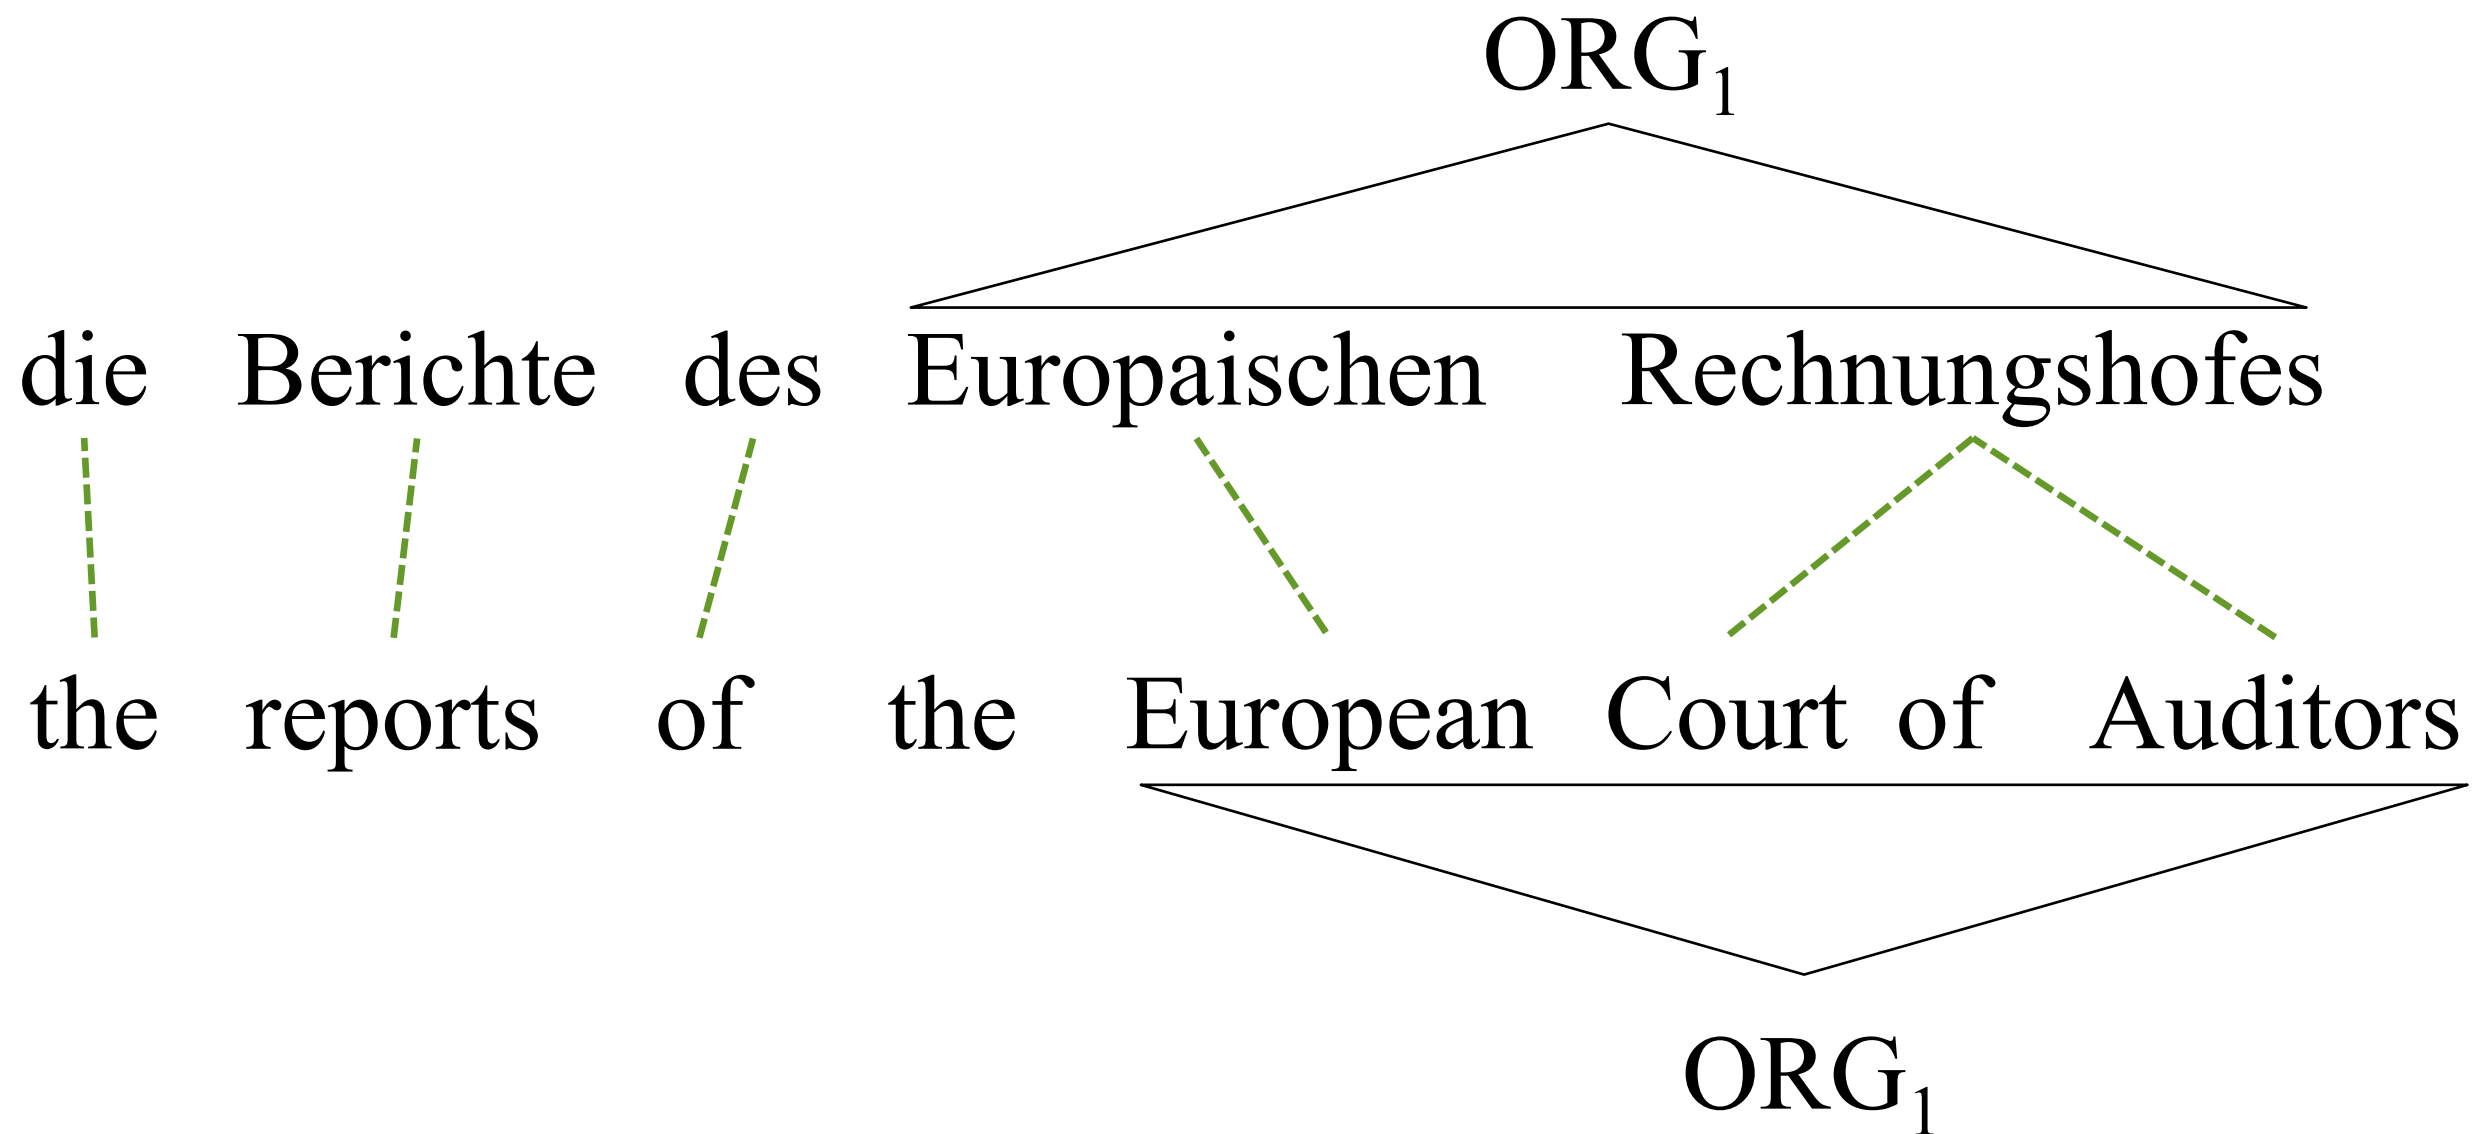 ORG1
die Berichte des Europaischen Rechnungshofes
the reports of the European Court of Auditors
ORG1